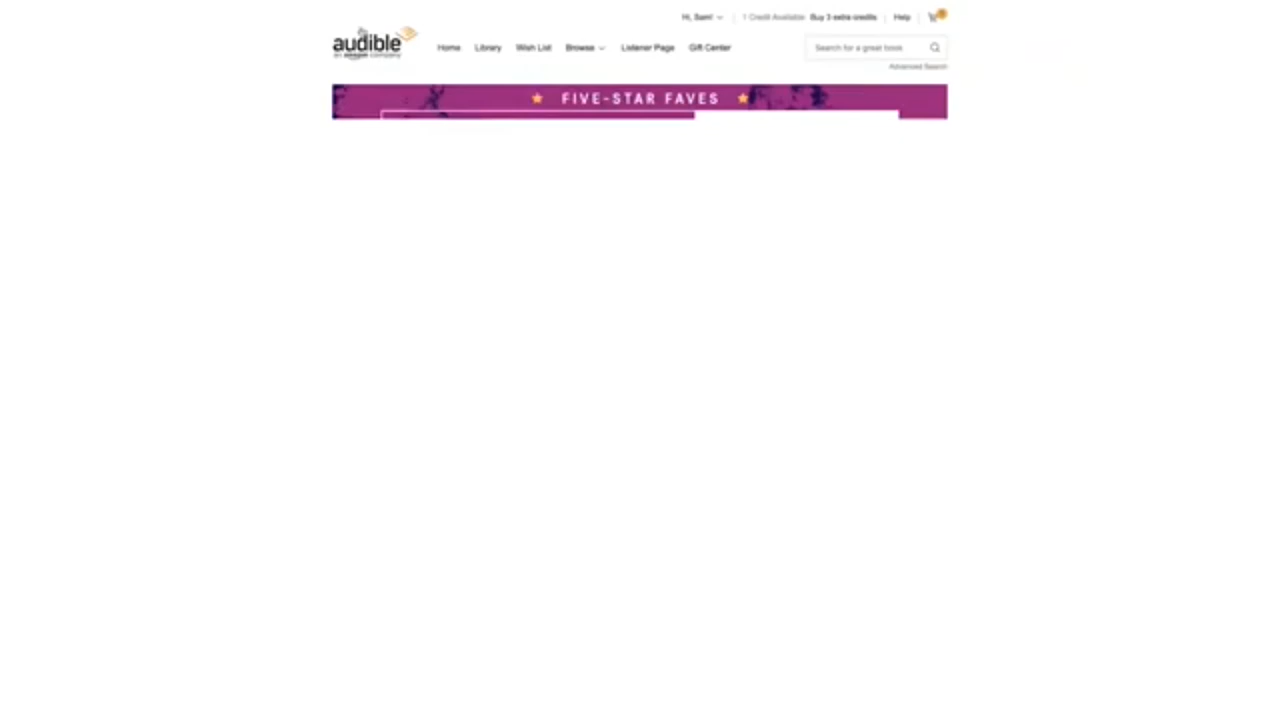 Hi, Sam! 1 Credit Available Buy 3 extra credits Help
audible
an amazon company
Home Library Wish List Browse Listener Page Gift Center Search for a great book
Advanced Search
FIVE-STAR FAVES